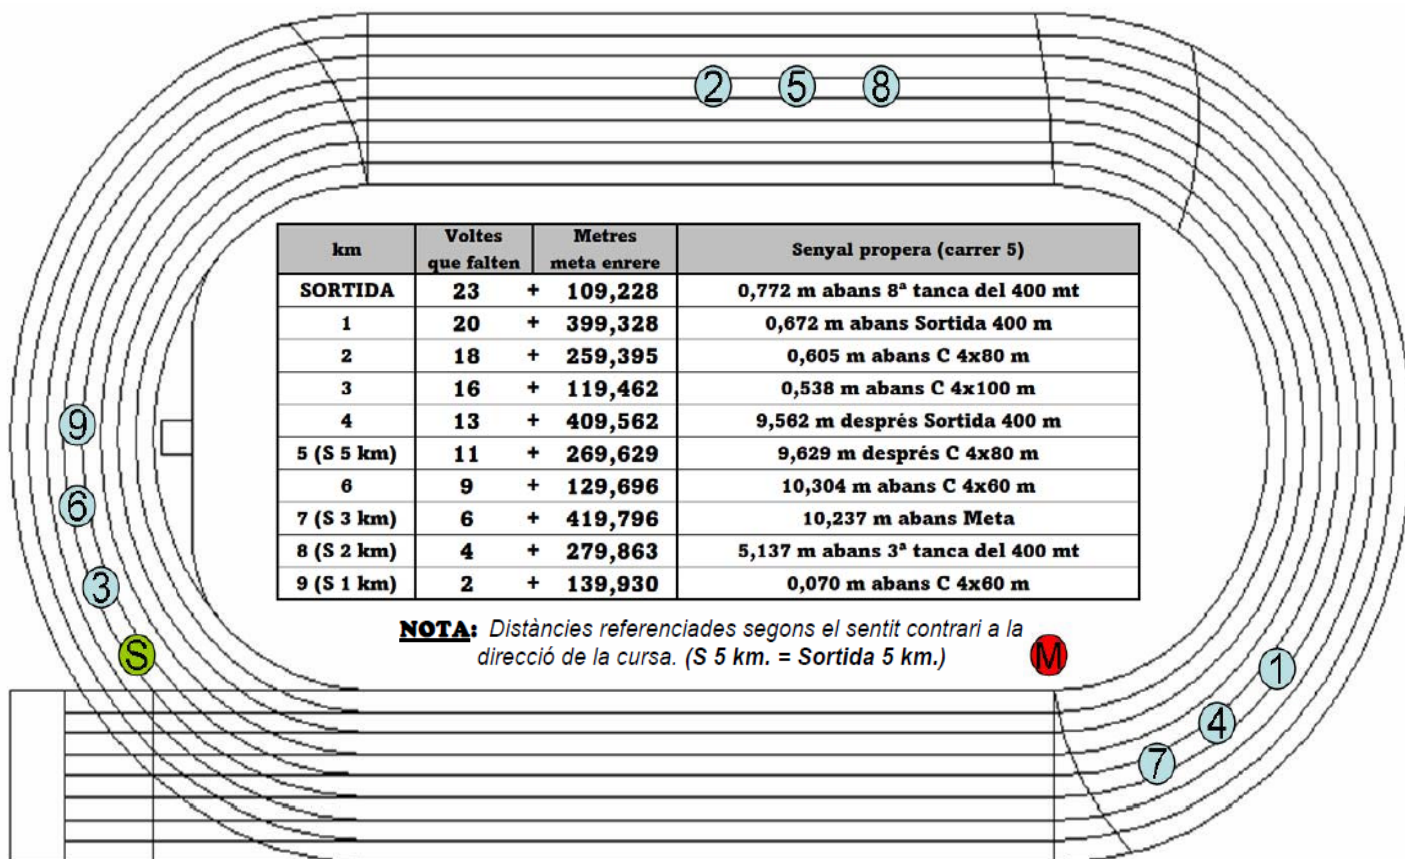 2 5 8
km Voltes que falten Metres meta enrere Senyal propera (carrer 5)
SORTIDA 23 + 109,228 0,772 m abans 8ª tanca del 400 mt
1 20 + 399,328 0,672 m abans Sortida 400 m
2 18 + 259,395 0,605 m abans C 4x80 m
3 16 + 119,462 0,538 m abans C 4x100 m
4 13 + 409,562 9,562 m després Sortida 400 m
5 (S 5 km) 11 + 269,629 9,629 m després C 4x80 m
6 9 + 129,696 10,304 m abans C 4x60 m
7 (S 3 km) 6 + 419,796 10,237 m abans Meta
8 (S 2 km) 4 + 279,863 5,137 m abans 3ª tanca del 400 mt
9 (S 1 km) 2 + 139,930 0,070 m abans C 4x60 m
9
6
3
S
NOTA: Distàncies referenciades segons el sentit contrari a la
direcció de la cursa. (S 5 km. = Sortida 5 km.)
M
1
4
7